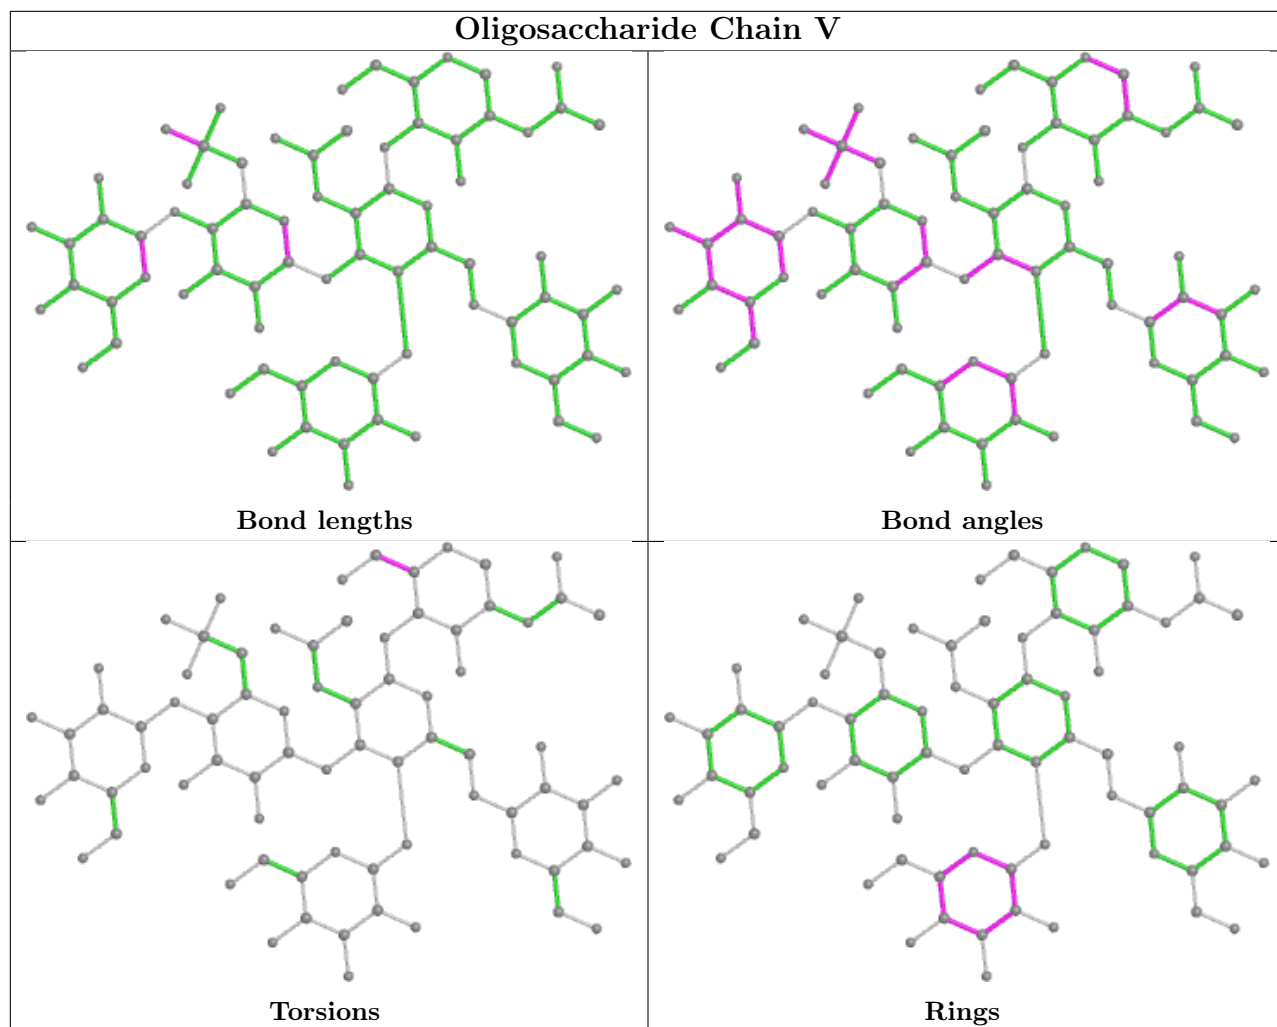 Oligosaccharide Chain V
Bond lengths
Bond angles
Torsions
Rings